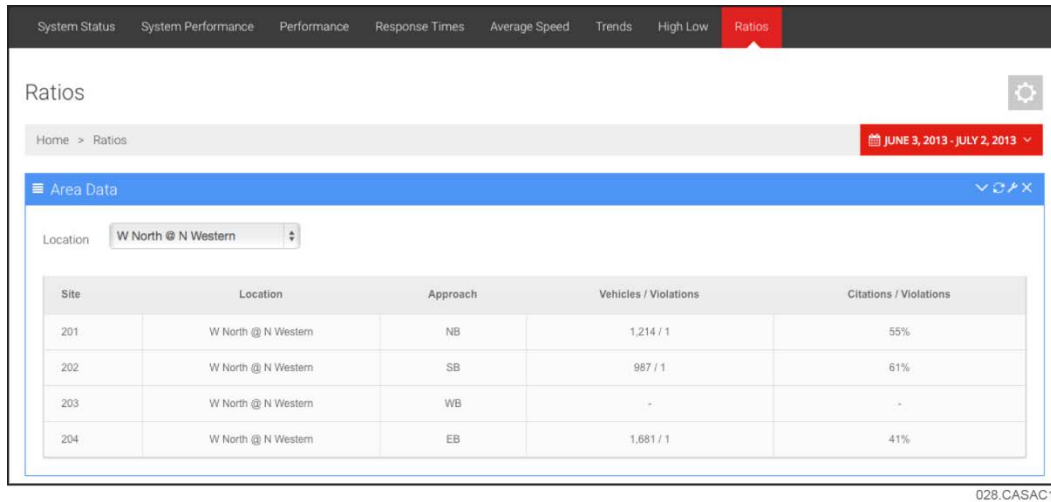 System Status System Performance Performance Response Times Average Speed Trends High Low Ratios
Ratios
Home > Ratios
JUNE 3, 2013 - JULY 2, 2013
Area Data
Location W North @ N Western
Site Location Approach Vehicles / Violations Citations / Violations
201 W North @ N Western NB 1,214 / 1 55%
202 W North @ N Western SB 987 / 1 61%
203 W North @ N Western WB - -
204 W North @ N Western EB 1,681 / 1 41%
028.CASAC1